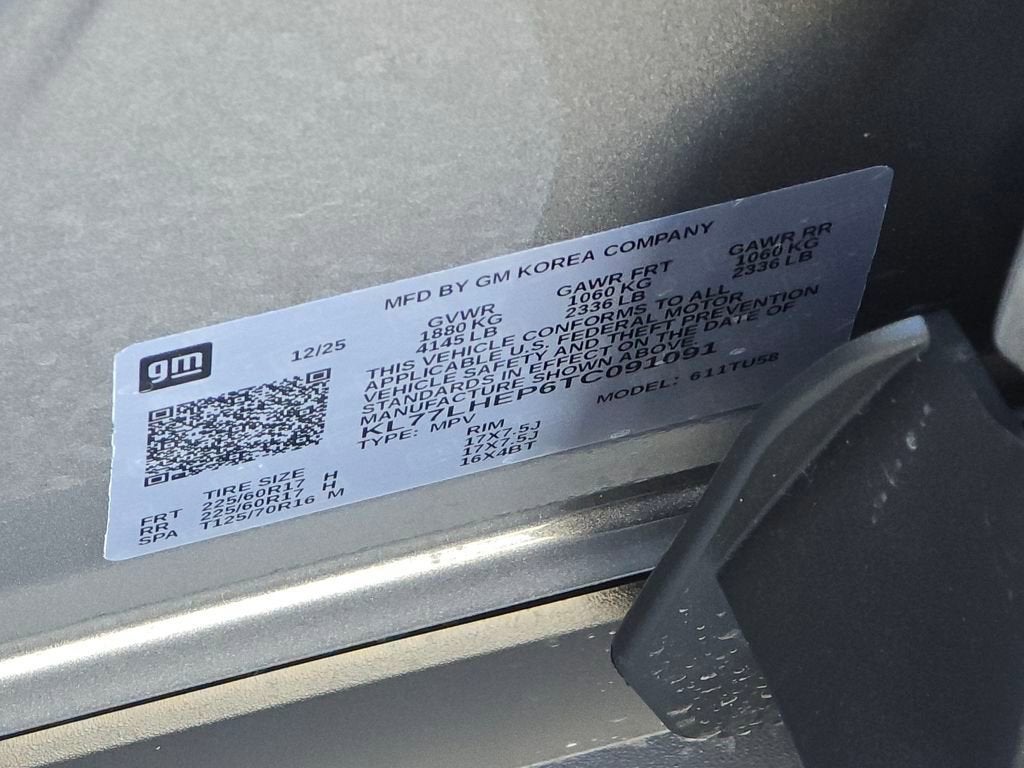 MFD BY GM KOREA COMPANY
gm
12/25
GVWR GAWR FRT GAWR RR
1880 KG 1060 KG 1060 KG
4145 LB 2336 LB 2336 LB
THIS VEHICLE CONFORMS TO ALL
APPLICABLE U.S. FEDERAL MOTOR
VEHICLE SAFETY AND THEFT PREVENTION
STANDARDS IN EFFECT ON THE DATE OF
MANUFACTURE SHOWN ABOVE.
KL77LHEP6TC091091
TYPE: MPV MODEL: 611TU58
TIRE SIZE RIM
FRT 225/60R17 H 17X7.5J
RR 225/60R17 H 17X7.5J
SPA T125/70R16 M 16X4BT